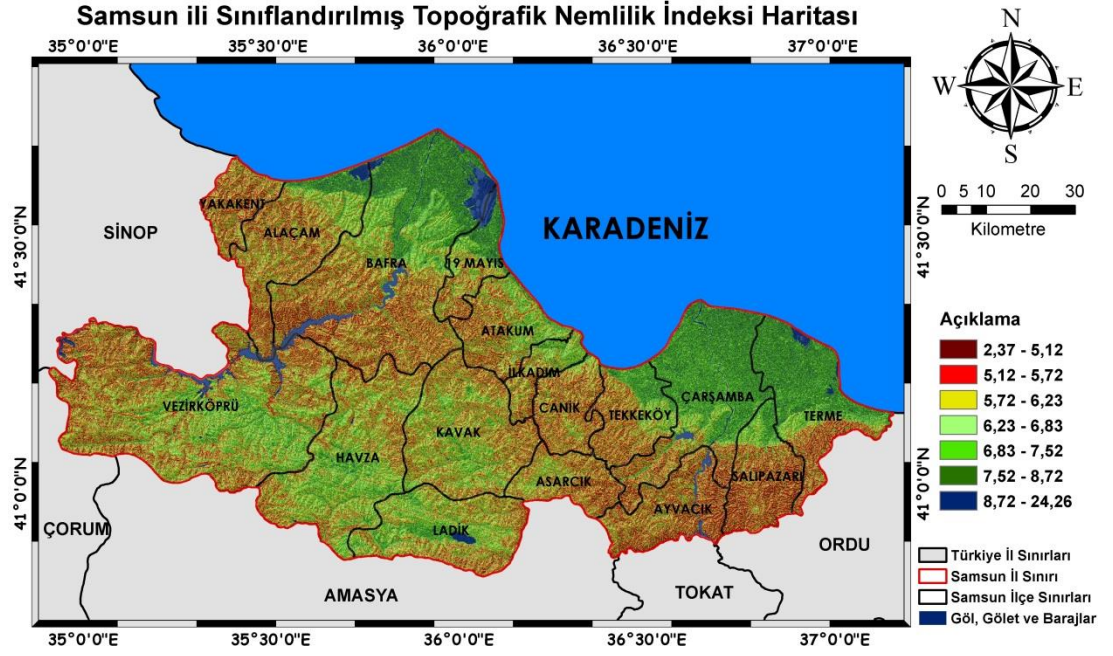 Samsun ili Sınıflandırılmış Topoğrafik Nemlilik İndeksi Haritası
35°0'0"E 35°30'0"E 36°0'0"E 36°30'0"E 37°0'0"E
N
W E
S
0 5 10 20 30
Kilometre
41°30'0"N
41°30'0"N
41°0'0"N
41°0'0"N
SİNOP
KARADENİZ
YAKAKENT
ALAÇAM
BAFRA
19 MAYIS
ATAKUM
İLKADIM
CANİK
TEKKEKÖY
ÇARŞAMBA
TERME
VEZİRKÖPRÜ
KAVAK
HAVZA
ASARCIK
SALIPAZARI
AYVACIK
LADİK
ÇORUM
AMASYA
TOKAT
ORDU
Açıklama
2,37 - 5,12
5,12 - 5,72
5,72 - 6,23
6,23 - 6,83
6,83 - 7,52
7,52 - 8,72
8,72 - 24,26
Türkiye İl Sınırları
Samsun İl Sınırı
Samsun İlçe Sınırları
Göl, Gölet ve Barajlar
35°0'0"E 35°30'0"E 36°0'0"E 36°30'0"E 37°0'0"E